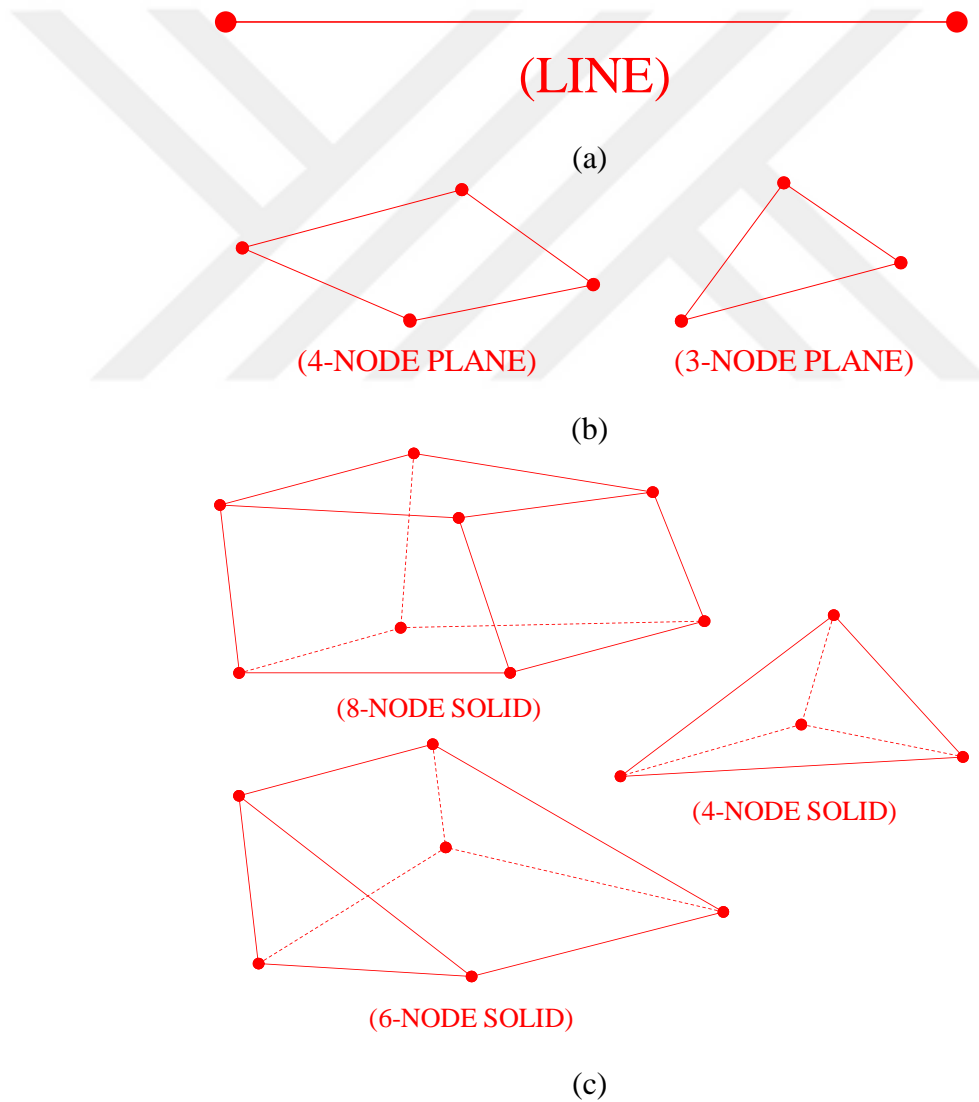 (LINE)
(a)
(4-NODE PLANE)
(3-NODE PLANE)
(b)
(8-NODE SOLID)
(4-NODE SOLID)
(6-NODE SOLID)
(c)